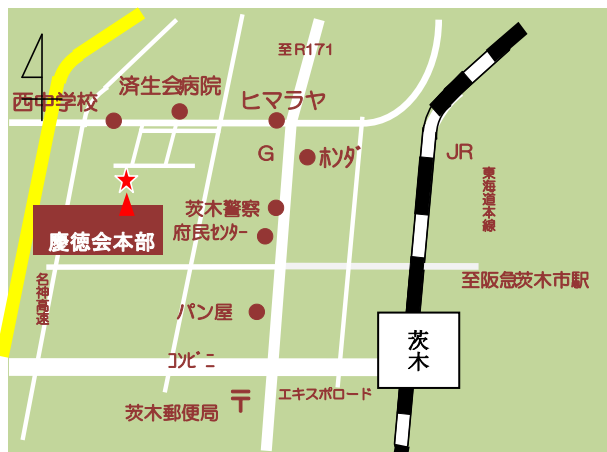 至R171
済生会病院
西中学校
ヒマラヤ
G
ホンダ
JR
東海道本線
茨木警察
府民センター
慶徳会本部
名神高速
至阪急茨木市駅
パン屋
茨木
コンビニ
エキスポロード
〒
茨木郵便局